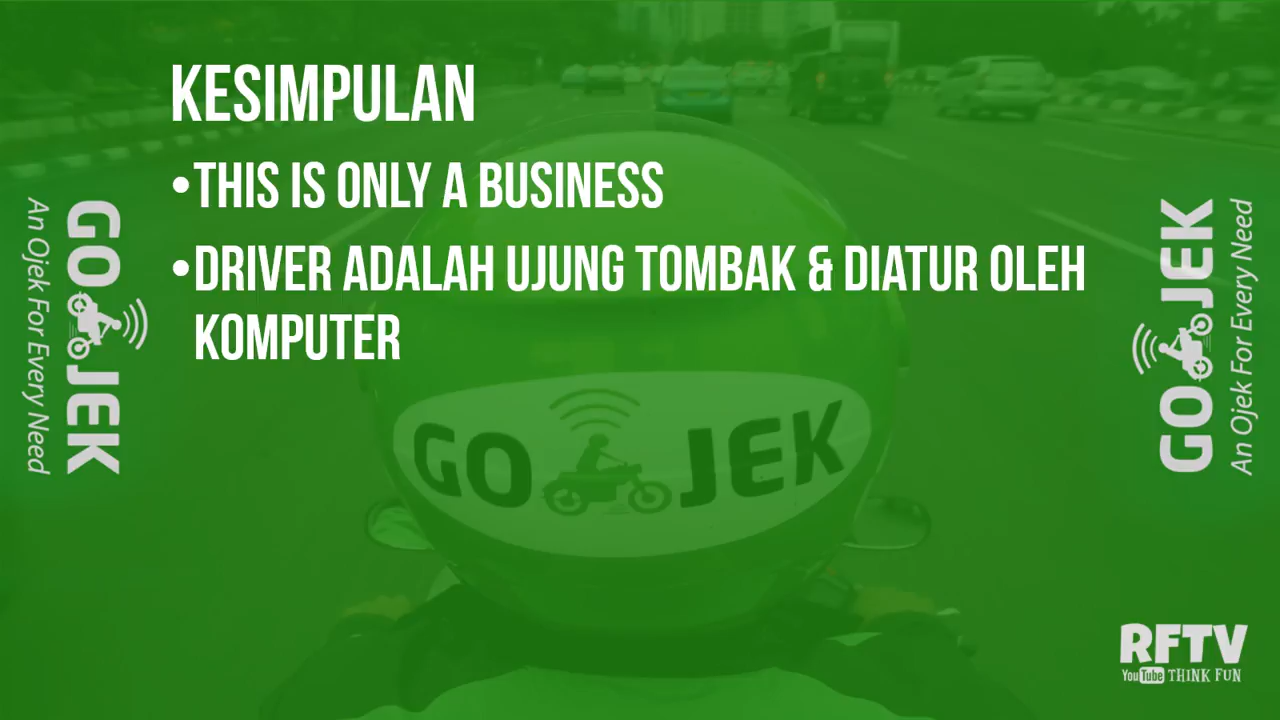 KESIMPULAN
•THIS IS ONLY A BUSINESS
•DRIVER ADALAH UJUNG TOMBAK & DIATUR OLEH
KOMPUTER
GO JEK
An Ojek For Every Need
GO JEK
GO JEK
An Ojek For Every Need
RFTV
YouTube THINK FUN